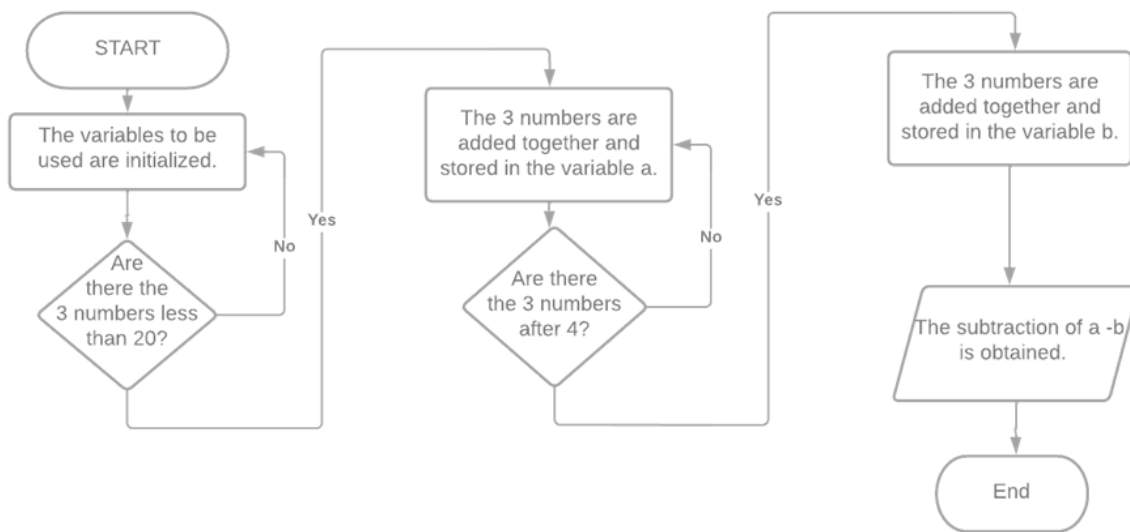 START
The variables to be
used are initialized.
No
Are
there the
3 numbers less
than 20?
Yes
The 3 numbers are
added together and
stored in the variable a.
No
Are there
the 3 numbers
after 4?
Yes
The 3 numbers are
added together and
stored in the variable b.
The subtraction of a -b
is obtained.
End